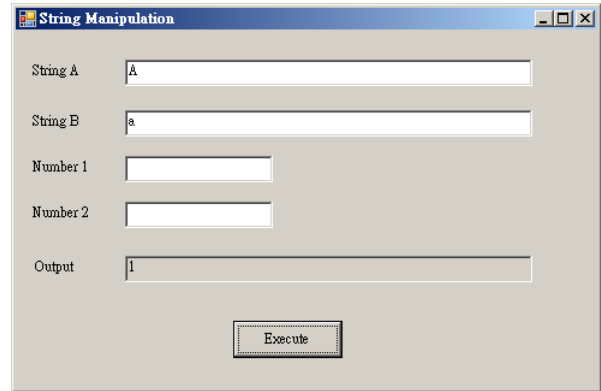 String Manipulation
String A A
String B a
Number 1
Number 2
Output 1
Execute